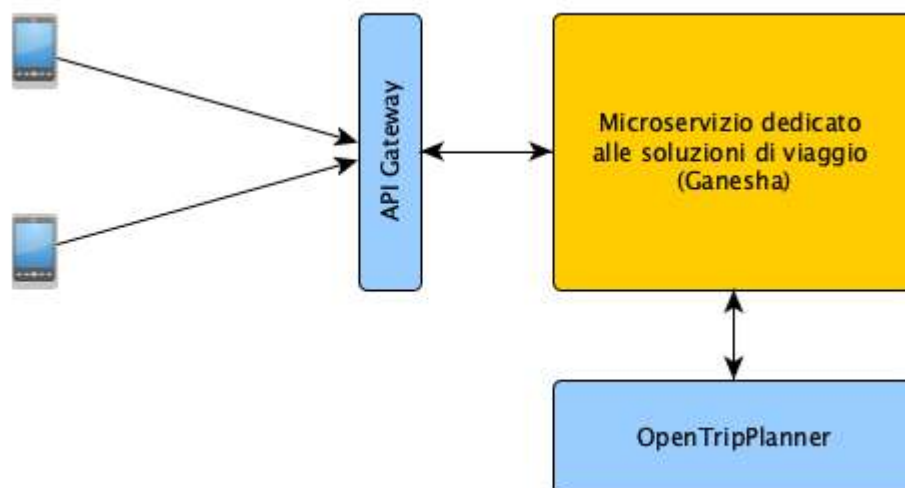 API Gateway
Microservizio dedicato
alle soluzioni di viaggio
(Ganesha)
OpenTripPlanner